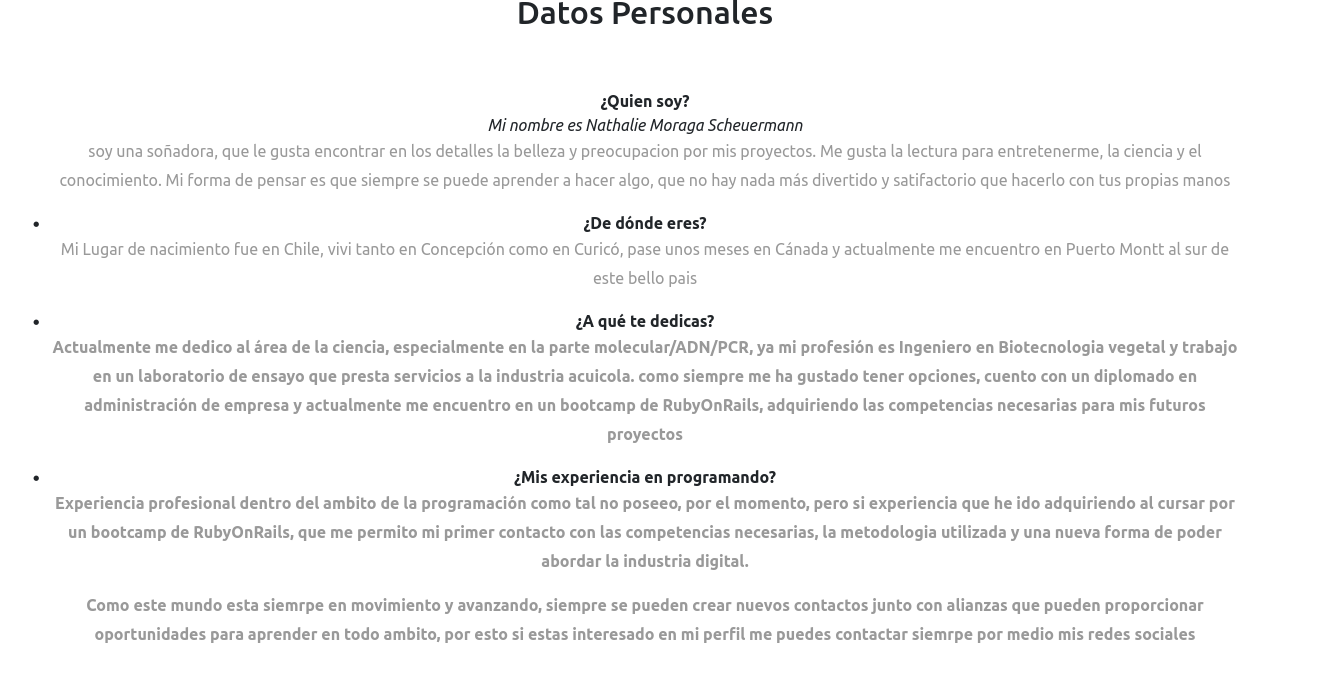 Datos Personales
¿Quien soy?
Mi nombre es Nathalie Moraga Scheuermann
soy una soñadora, que le gusta encontrar en los detalles la belleza y preocupacion por mis proyectos. Me gusta la lectura para entretenerme, la ciencia y el
conocimiento. Mi forma de pensar es que siempre se puede aprender a hacer algo, que no hay nada más divertido y satifactorio que hacerlo con tus propias manos
• ¿De dónde eres?
Mi Lugar de nacimiento fue en Chile, vivi tanto en Concepción como en Curicó, pase unos meses en Cánada y actualmente me encuentro en Puerto Montt al sur de
este bello pais
• ¿A qué te dedicas?
Actualmente me dedico al área de la ciencia, especialmente en la parte molecular/ADN/PCR, ya mi profesión es Ingeniero en Biotecnologia vegetal y trabajo
en un laboratorio de ensayo que presta servicios a la industria acuicola. como siempre me ha gustado tener opciones, cuento con un diplomado en
administración de empresa y actualmente me encuentro en un bootcamp de RubyOnRails, adquiriendo las competencias necesarias para mis futuros
proyectos
• ¿Mis experiencia en programando?
Experiencia profesional dentro del ambito de la programación como tal no poseeo, por el momento, pero si experiencia que he ido adquiriendo al cursar por
un bootcamp de RubyOnRails, que me permito mi primer contacto con las competencias necesarias, la metodologia utilizada y una nueva forma de poder
abordar la industria digital.
Como este mundo esta siemrpe en movimiento y avanzando, siempre se pueden crear nuevos contactos junto con alianzas que pueden proporcionar
oportunidades para aprender en todo ambito, por esto si estas interesado en mi perfil me puedes contactar siemrpe por medio mis redes sociales